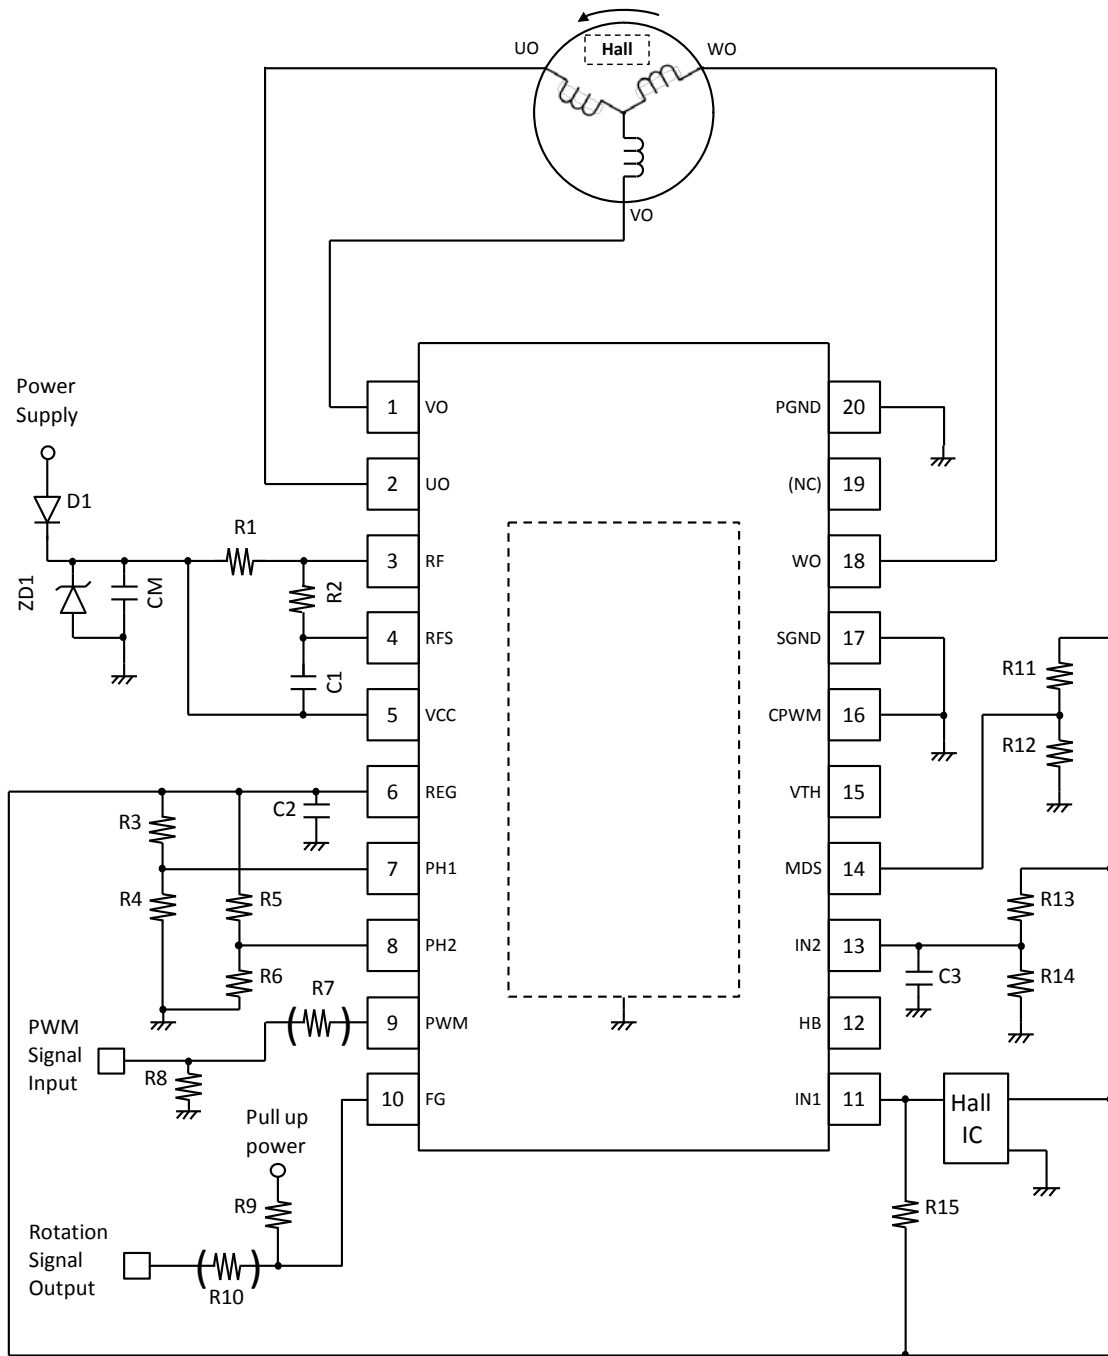 UO
Hall
WO
VO
Power
Supply
D1
ZD1
CM
R1
R2
C1
1 VO
2 UO
3 RF
4 RFS
5 VCC
6 REG
7 PH1
8 PH2
9 PWM
10 FG
PGND 20
(NC) 19
WO 18
SGND 17
CPWM 16
VTH 15
MDS 14
IN2 13
HB 12
IN1 11
C2
R3
R4
R5
R6
(R7)
PWM
Signal
Input
R8
Pull up
power
R9
Rotation
Signal
Output
(R10)
R11
R12
R13
R14
C3
Hall
IC
R15